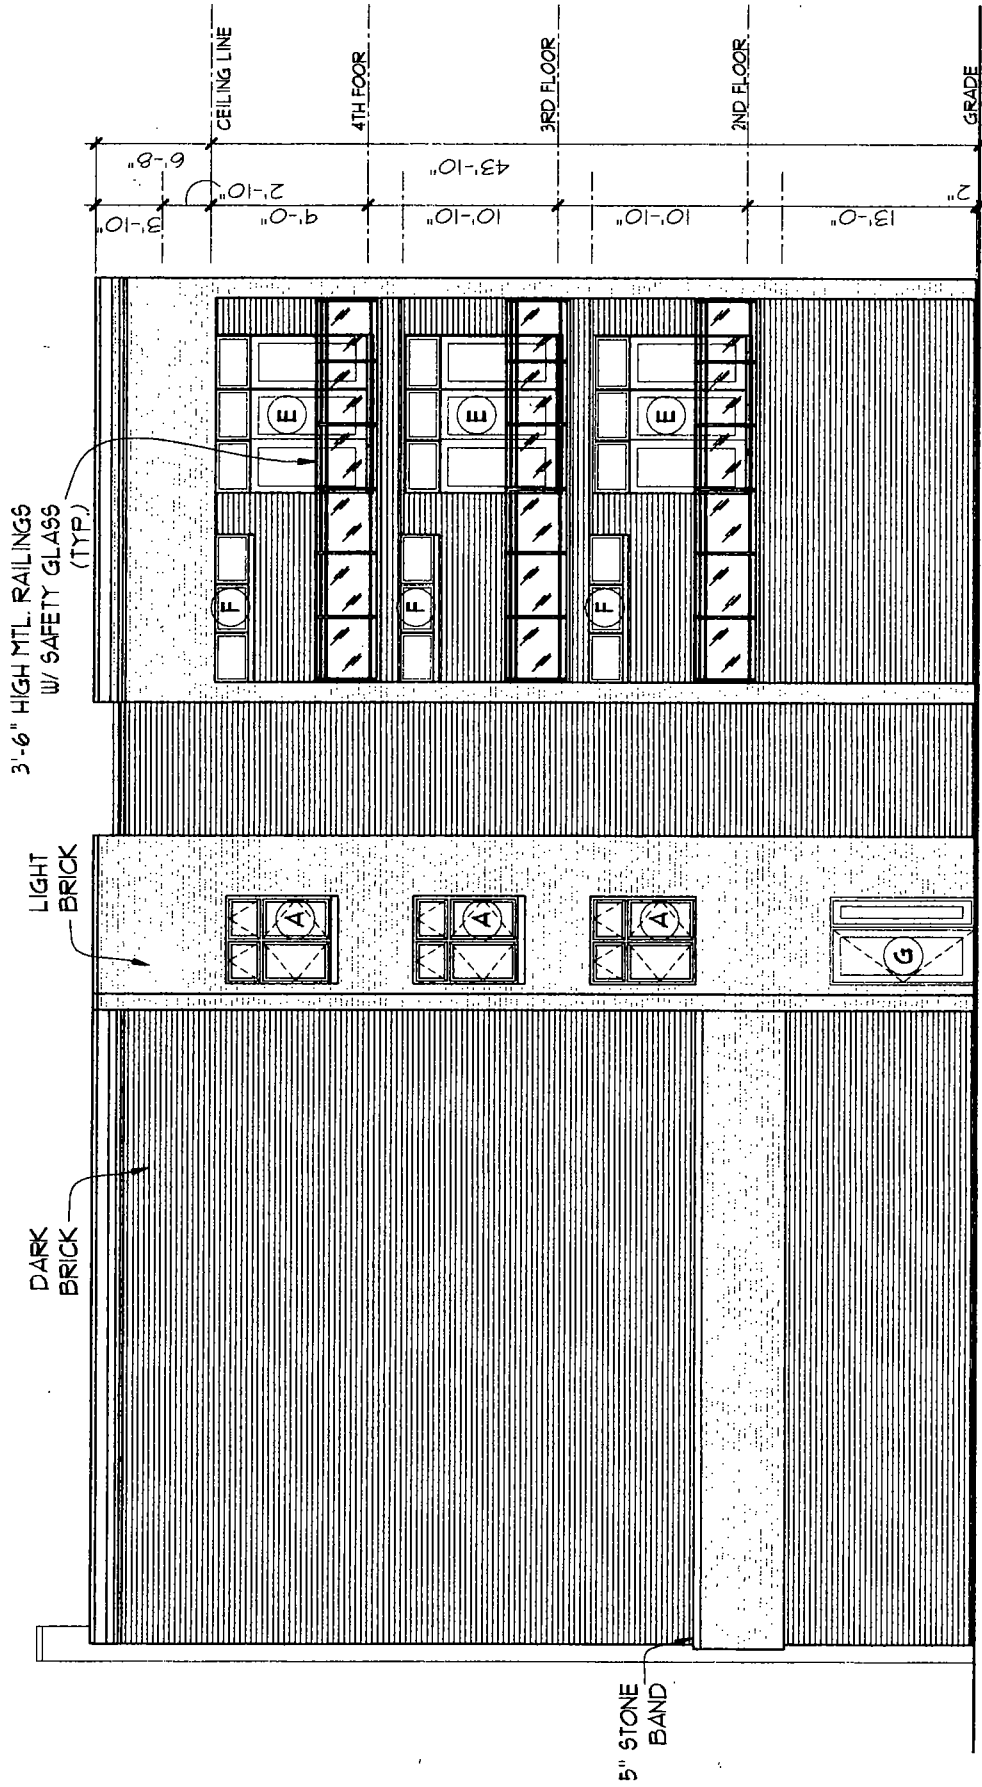 5" STONE
BAND
DARK
BRICK
LIGHT
BRICK
3'-6" HIGH MTL. RAILINGS
W/ SAFETY GLASS
(TYP.)
A
A
A
G
F
F
F
E
E
E
3'-10"
6'-8"
2'-10"
9'-0"
10'-10"
43'-10"
10'-10"
13'-0"
2"
CEILING LINE
4TH FOOR
3RD FLOOR
2ND FLOOR
GRADE